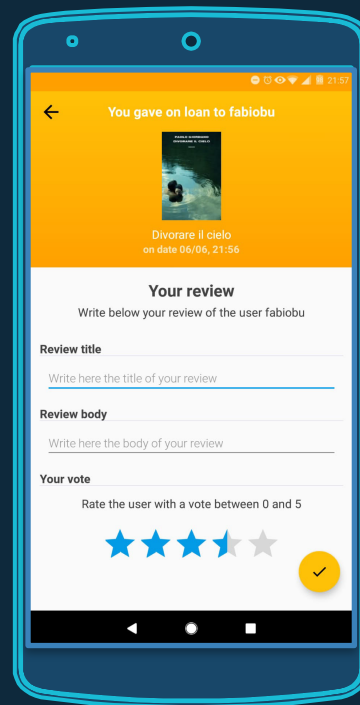 21:57
You gave on loan to fabiobu
PAOLO GIORDANO
DIVORARE IL CIELO
Divorare il cielo
on date 06/06, 21:56
Your review
Write below your review of the user fabiobu
Review title
Write here the title of your review
Review body
Write here the body of your review
Your vote
Rate the user with a vote between 0 and 5